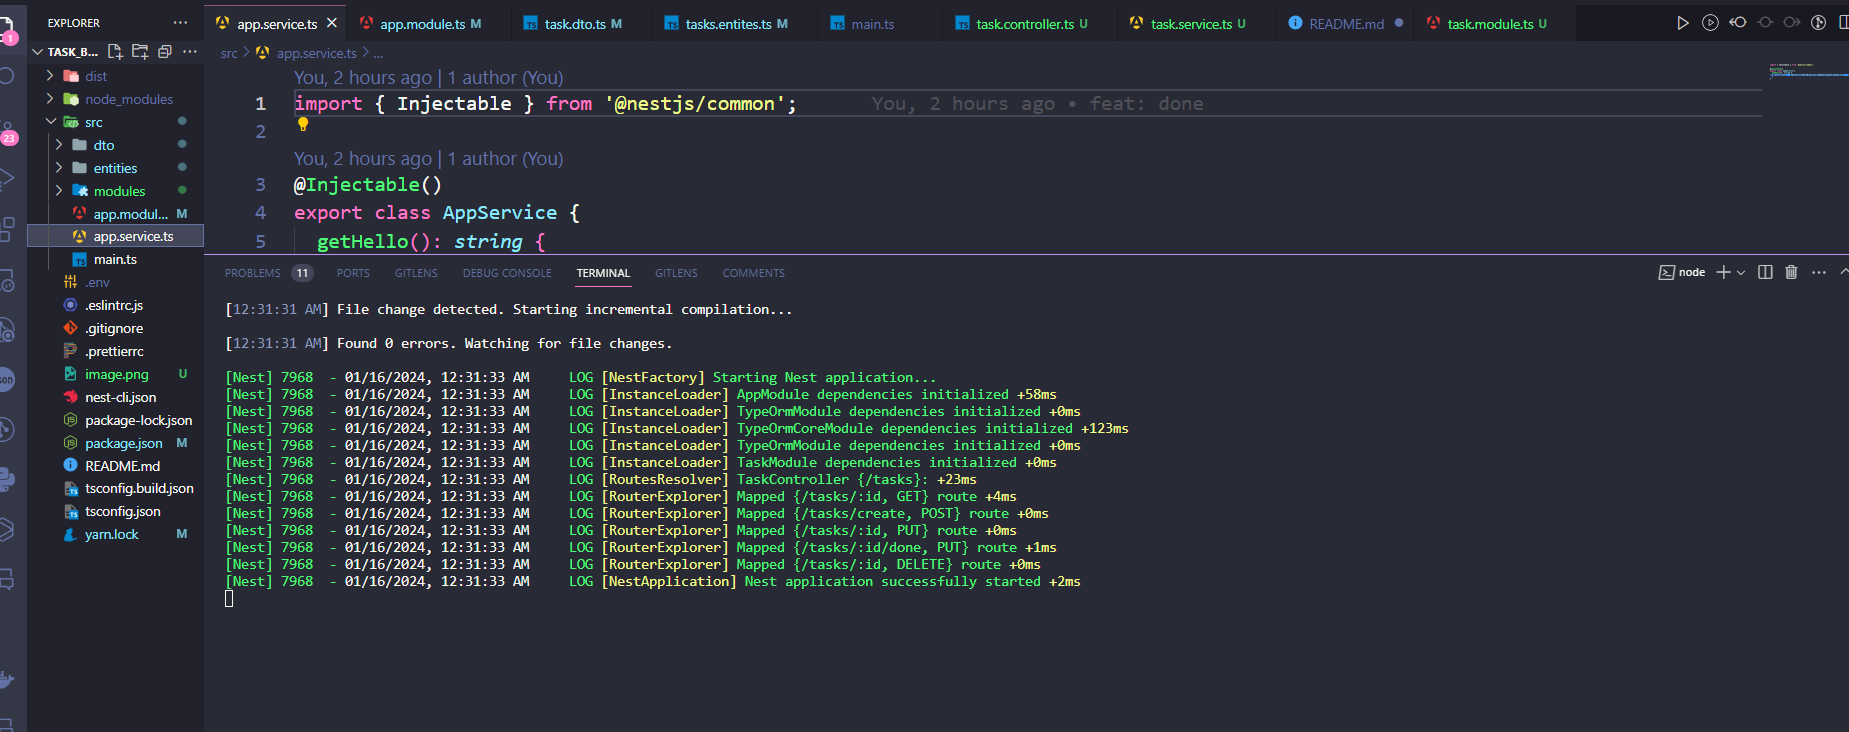 EXPLORER ...
app.service.ts
app.module.ts M
task.dto.ts M
tasks.entites.ts M
main.ts
task.controller.ts U
task.service.ts U
README.md
task.module.ts U
TASK_B...
dist
node_modules
src
dto
entities
modules
app.modul... M
app.service.ts
main.ts
.env
.eslintrc.js
.gitignore
.prettierrc
image.png U
nest-cli.json
package-lock.json
package.json M
README.md
tsconfig.build.json
tsconfig.json
yarn.lock M
1
23
src > app.service.ts > ...
You, 2 hours ago | 1 author (You)
1 import { Injectable } from '@nestjs/common'; You, 2 hours ago • feat: done
2
You, 2 hours ago | 1 author (You)
3 @Injectable()
4 export class AppService {
5 getHello(): string {
PROBLEMS 11 PORTS GITLENS DEBUG CONSOLE TERMINAL GITLENS COMMENTS
node
[12:31:31 AM] File change detected. Starting incremental compilation...
[12:31:31 AM] Found 0 errors. Watching for file changes.
[Nest] 7968 - 01/16/2024, 12:31:33 AM LOG [NestFactory] Starting Nest application...
[Nest] 7968 - 01/16/2024, 12:31:33 AM LOG [InstanceLoader] AppModule dependencies initialized +58ms
[Nest] 7968 - 01/16/2024, 12:31:33 AM LOG [InstanceLoader] TypeOrmModule dependencies initialized +0ms
[Nest] 7968 - 01/16/2024, 12:31:33 AM LOG [InstanceLoader] TypeOrmCoreModule dependencies initialized +123ms
[Nest] 7968 - 01/16/2024, 12:31:33 AM LOG [InstanceLoader] TypeOrmModule dependencies initialized +0ms
[Nest] 7968 - 01/16/2024, 12:31:33 AM LOG [InstanceLoader] TaskModule dependencies initialized +0ms
[Nest] 7968 - 01/16/2024, 12:31:33 AM LOG [RoutesResolver] TaskController {/tasks}: +23ms
[Nest] 7968 - 01/16/2024, 12:31:33 AM LOG [RouterExplorer] Mapped {/tasks/:id, GET} route +4ms
[Nest] 7968 - 01/16/2024, 12:31:33 AM LOG [RouterExplorer] Mapped {/tasks/create, POST} route +0ms
[Nest] 7968 - 01/16/2024, 12:31:33 AM LOG [RouterExplorer] Mapped {/tasks/:id, PUT} route +0ms
[Nest] 7968 - 01/16/2024, 12:31:33 AM LOG [RouterExplorer] Mapped {/tasks/:id/done, PUT} route +1ms
[Nest] 7968 - 01/16/2024, 12:31:33 AM LOG [RouterExplorer] Mapped {/tasks/:id, DELETE} route +0ms
[Nest] 7968 - 01/16/2024, 12:31:33 AM LOG [NestApplication] Nest application successfully started +2ms